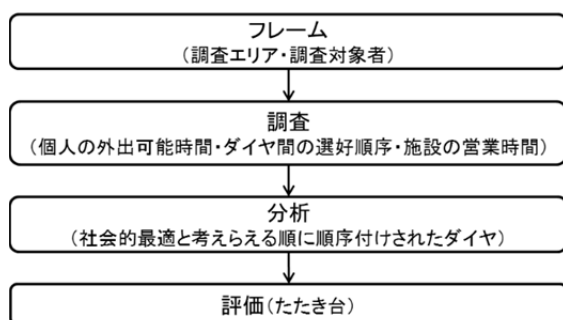 フレーム
（調査エリア・調査対象者）
調査
（個人の外出可能時間・ダイヤ間の選好順序・施設の営業時間）
分析
（社会的最適と考えらえる順に順序付けされたダイヤ）
評価（たたき台）